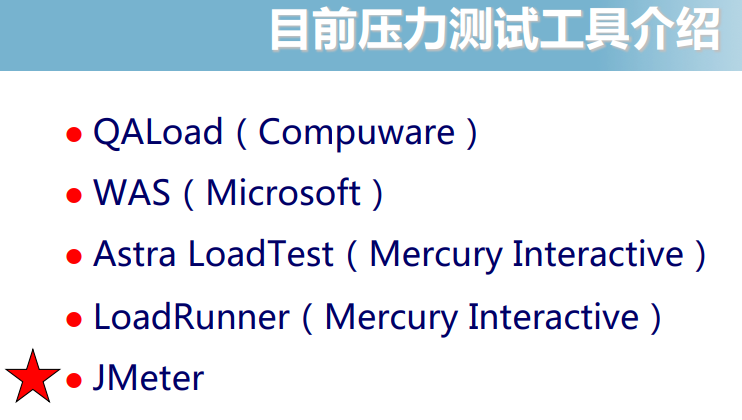 目前压力测试工具介绍
QALoad（Compuware）
WAS（Microsoft）
Astra LoadTest（Mercury Interactive）
LoadRunner（Mercury Interactive）
JMeter